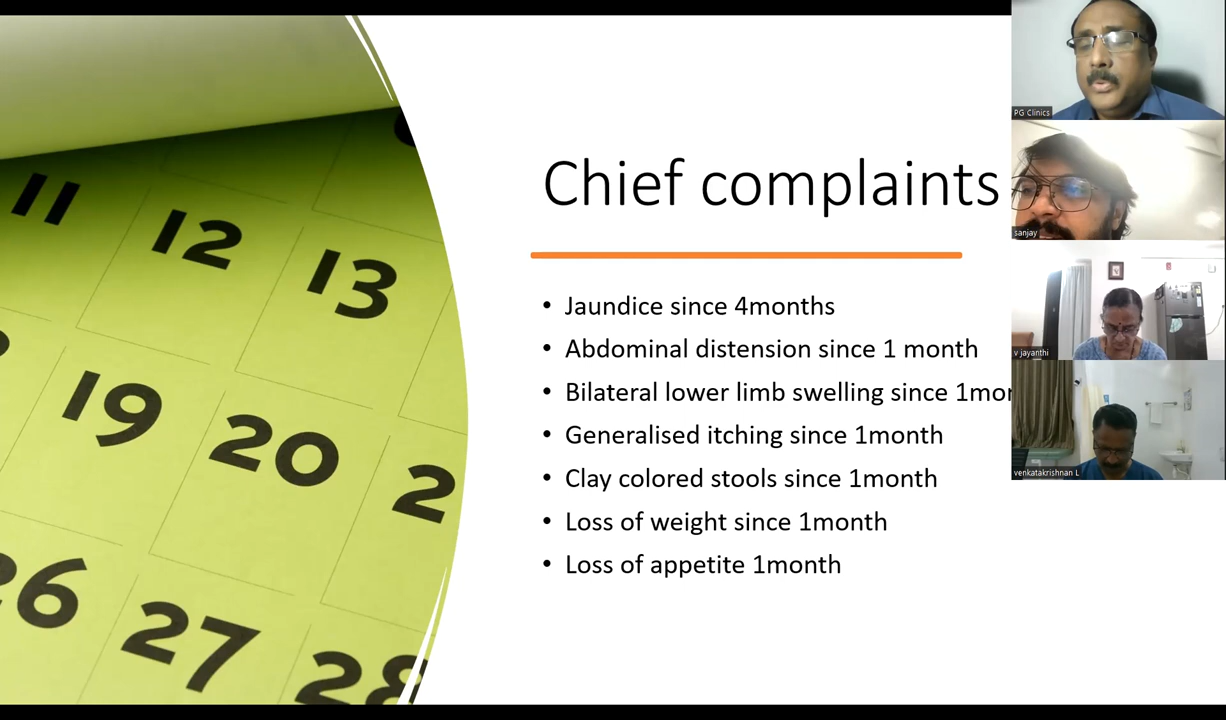 11
12
13
19
20
2
26
27
28
Chief complaints
• Jaundice since 4months
• Abdominal distension since 1 month
• Bilateral lower limb swelling since 1mon
• Generalised itching since 1month
• Clay colored stools since 1month
• Loss of weight since 1month
• Loss of appetite 1month
PG Clinics
sanjay
v jayanthi
venkatakrishnan L